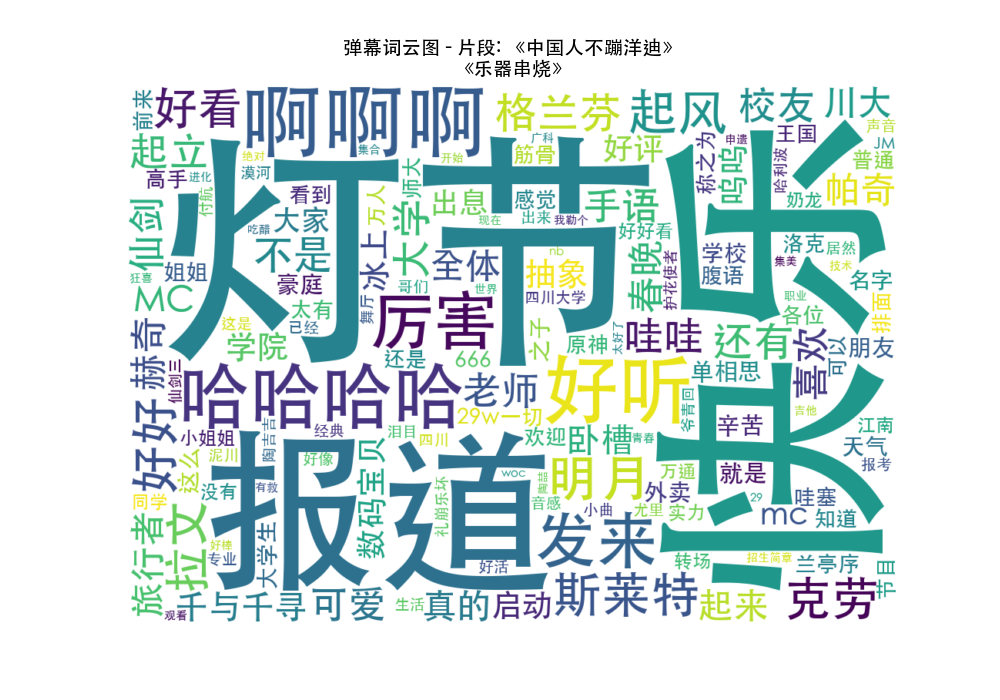 弹幕词云图 - 片段: 《中国人不蹦洋迪》
《乐器串烧》
前来
好看
啊啊啊
格兰芬
起风
校友
川大
声音
JM
广科
申遗
王国
起立
绝对
集合
开始
筋骨
好评
称之为
呜呜
哈利波
普通
高手
进化
漠河
师大
灯节
快乐
付航
看到
万人
出息
感觉
手语
奶龙
帕奇
仙剑
吃醋
大家
大学
现在
出来
我勒个
好好看
狂喜
姐姐
不是
冰上
全体
nb
抽象
春晚
护花使者
学校
腹语
集美
洛克
居然
技术
名字
MC
豪庭
哥们
世界
四川大学
太有
舞厅
厉害
职业
各位
排面
这是
已经
学院
还是
666
之子
原神
太好了
哇哇
还有
喜欢
可以
朋友
赫奇
仙剑三
哈哈哈哈
老师
好听
单相思
29w一切
爷青回
言他
好好
小姐姐
经典
泪目
四川
欢迎
卧槽
青春
辛苦
江南
天气
这么
泥川
陶吉吉
好像
数码宝贝
报道
woc
陶喆
明月
万通
就是
报考
没有
有救
礼崩乐坏
音感
外卖
29
哇塞
同学
小曲
尤里
实力
mc
知道
旅行者
拉文
好棒
专业
大学生
发来
转场
招生简章
兰亭序
好活
节目
观看
千与千寻
可爱
生活
真的
启动
斯莱特
起来
克劳